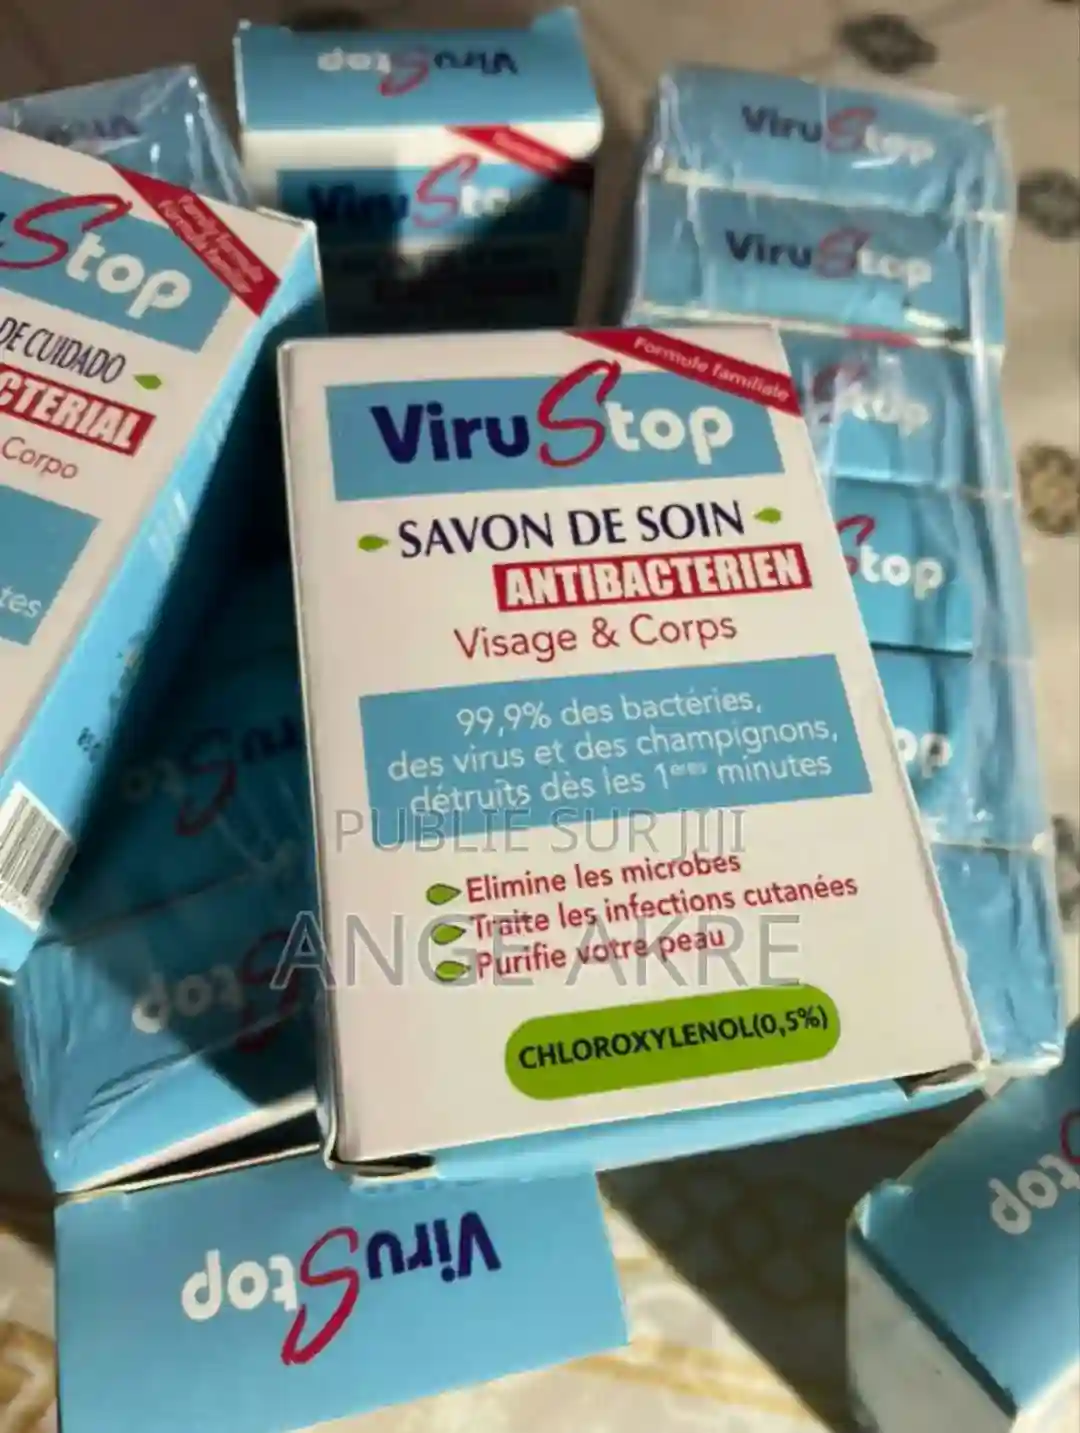 ViruStop
ViruStop
ViruStop
ViruStop
Stop
DE CUIDADO
Corpo
Formule familiale
ViruStop
SAVON DE SOIN
ANTIBACTERIEN
Visage & Corps
99,9% des bactéries,
des virus et des champignons,
détruits dès les 1ères minutes
PUBLIE SUR JIJI
Elimine les microbes
Traite les infections cutanées
ANGE AKRE
Purifie votre peau
CHLOROXYLENOL(0,5%)
Stop
Stop
ViruStop